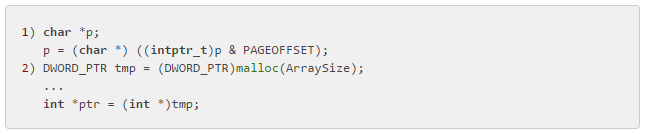 1) char *p;
p = (char *) ((intptr_t)p & PAGEOFFSET);
2) DWORD_PTR tmp = (DWORD_PTR)malloc(ArraySize);
...
int *ptr = (int *)tmp;